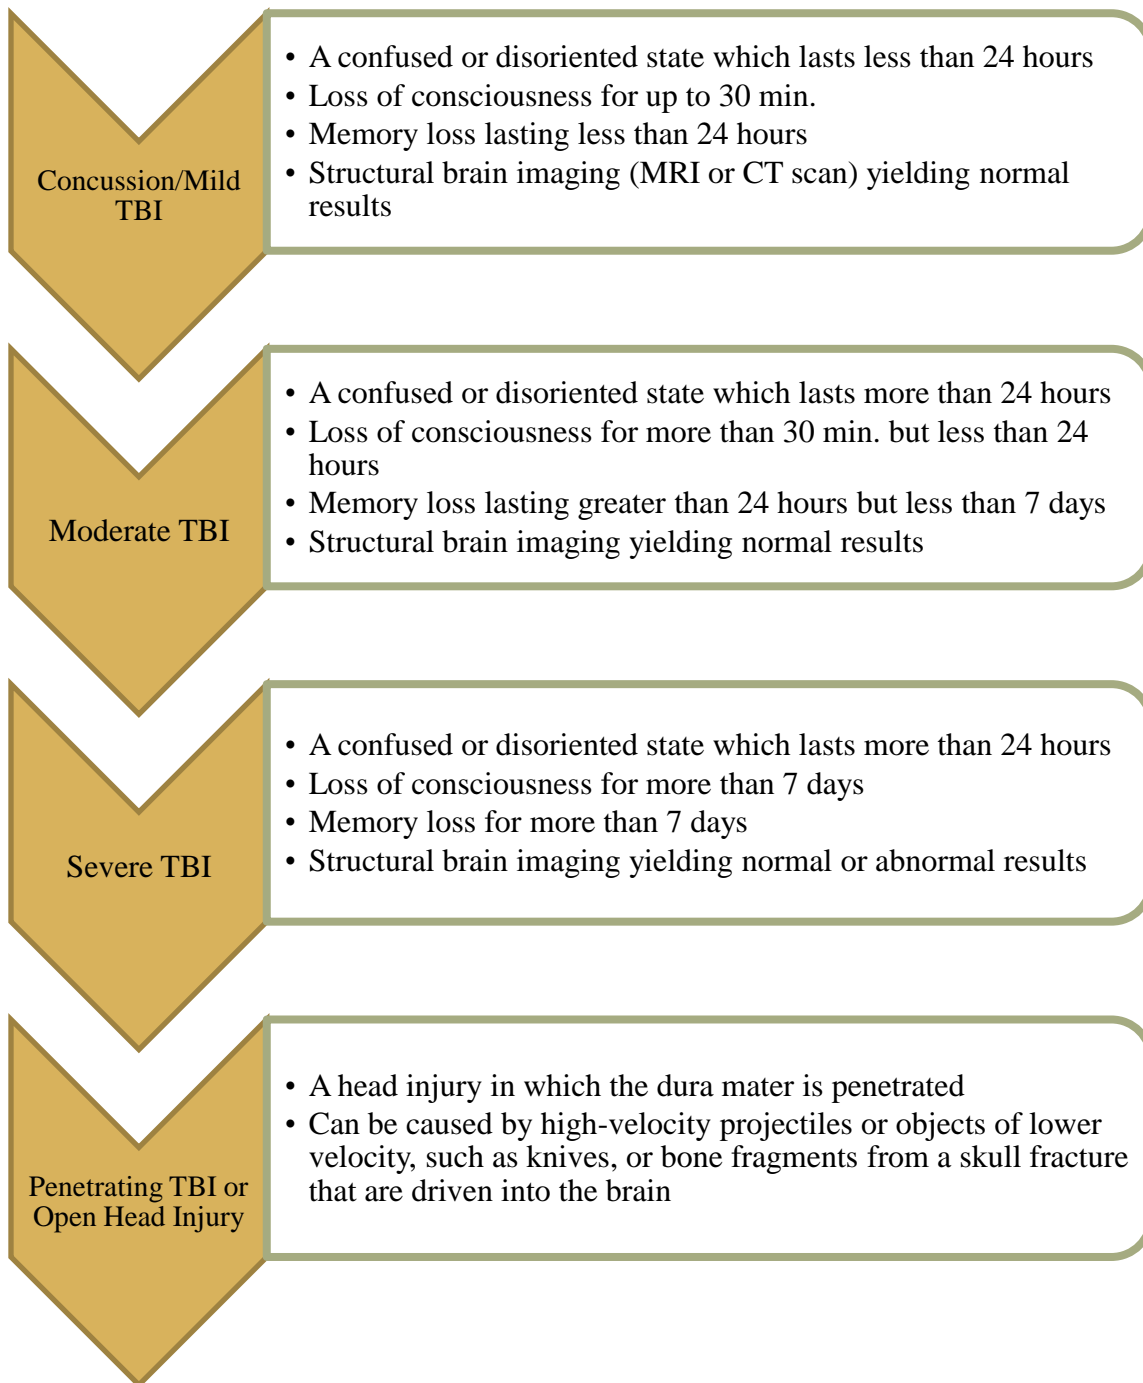 Concussion/Mild
TBI
• A confused or disoriented state which lasts less than 24 hours
• Loss of consciousness for up to 30 min.
• Memory loss lasting less than 24 hours
• Structural brain imaging (MRI or CT scan) yielding normal
results
Moderate TBI
• A confused or disoriented state which lasts more than 24 hours
• Loss of consciousness for more than 30 min. but less than 24
hours
• Memory loss lasting greater than 24 hours but less than 7 days
• Structural brain imaging yielding normal results
Severe TBI
• A confused or disoriented state which lasts more than 24 hours
• Loss of consciousness for more than 7 days
• Memory loss for more than 7 days
• Structural brain imaging yielding normal or abnormal results
Penetrating TBI or
Open Head Injury
• A head injury in which the dura mater is penetrated
• Can be caused by high-velocity projectiles or objects of lower
velocity, such as knives, or bone fragments from a skull fracture
that are driven into the brain